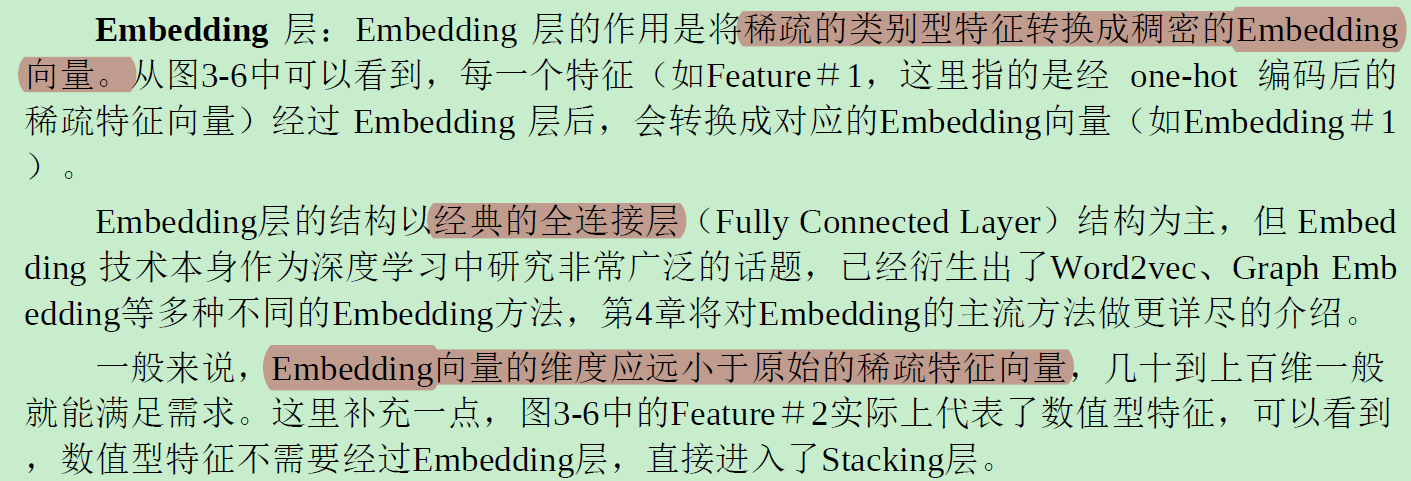 Embedding 层：Embedding 层的作用是将稀疏的类别型特征转换成稠密的Embedding
向量。从图3-6中可以看到，每一个特征（如Feature＃1，这里指的是经 one-hot 编码后的
稀疏特征向量）经过 Embedding 层后，会转换成对应的Embedding向量（如Embedding＃1
）。
Embedding层的结构以经典的全连接层（Fully Connected Layer）结构为主，但 Embed
ding 技术本身作为深度学习中研究非常广泛的话题，已经衍生出了Word2vec、Graph Emb
edding等多种不同的Embedding方法，第4章将对Embedding的主流方法做更详尽的介绍。
一般来说，Embedding向量的维度应远小于原始的稀疏特征向量，几十到上百维一般
就能满足需求。这里补充一点，图3-6中的Feature＃2实际上代表了数值型特征，可以看到
，数值型特征不需要经过Embedding层，直接进入了Stacking层。